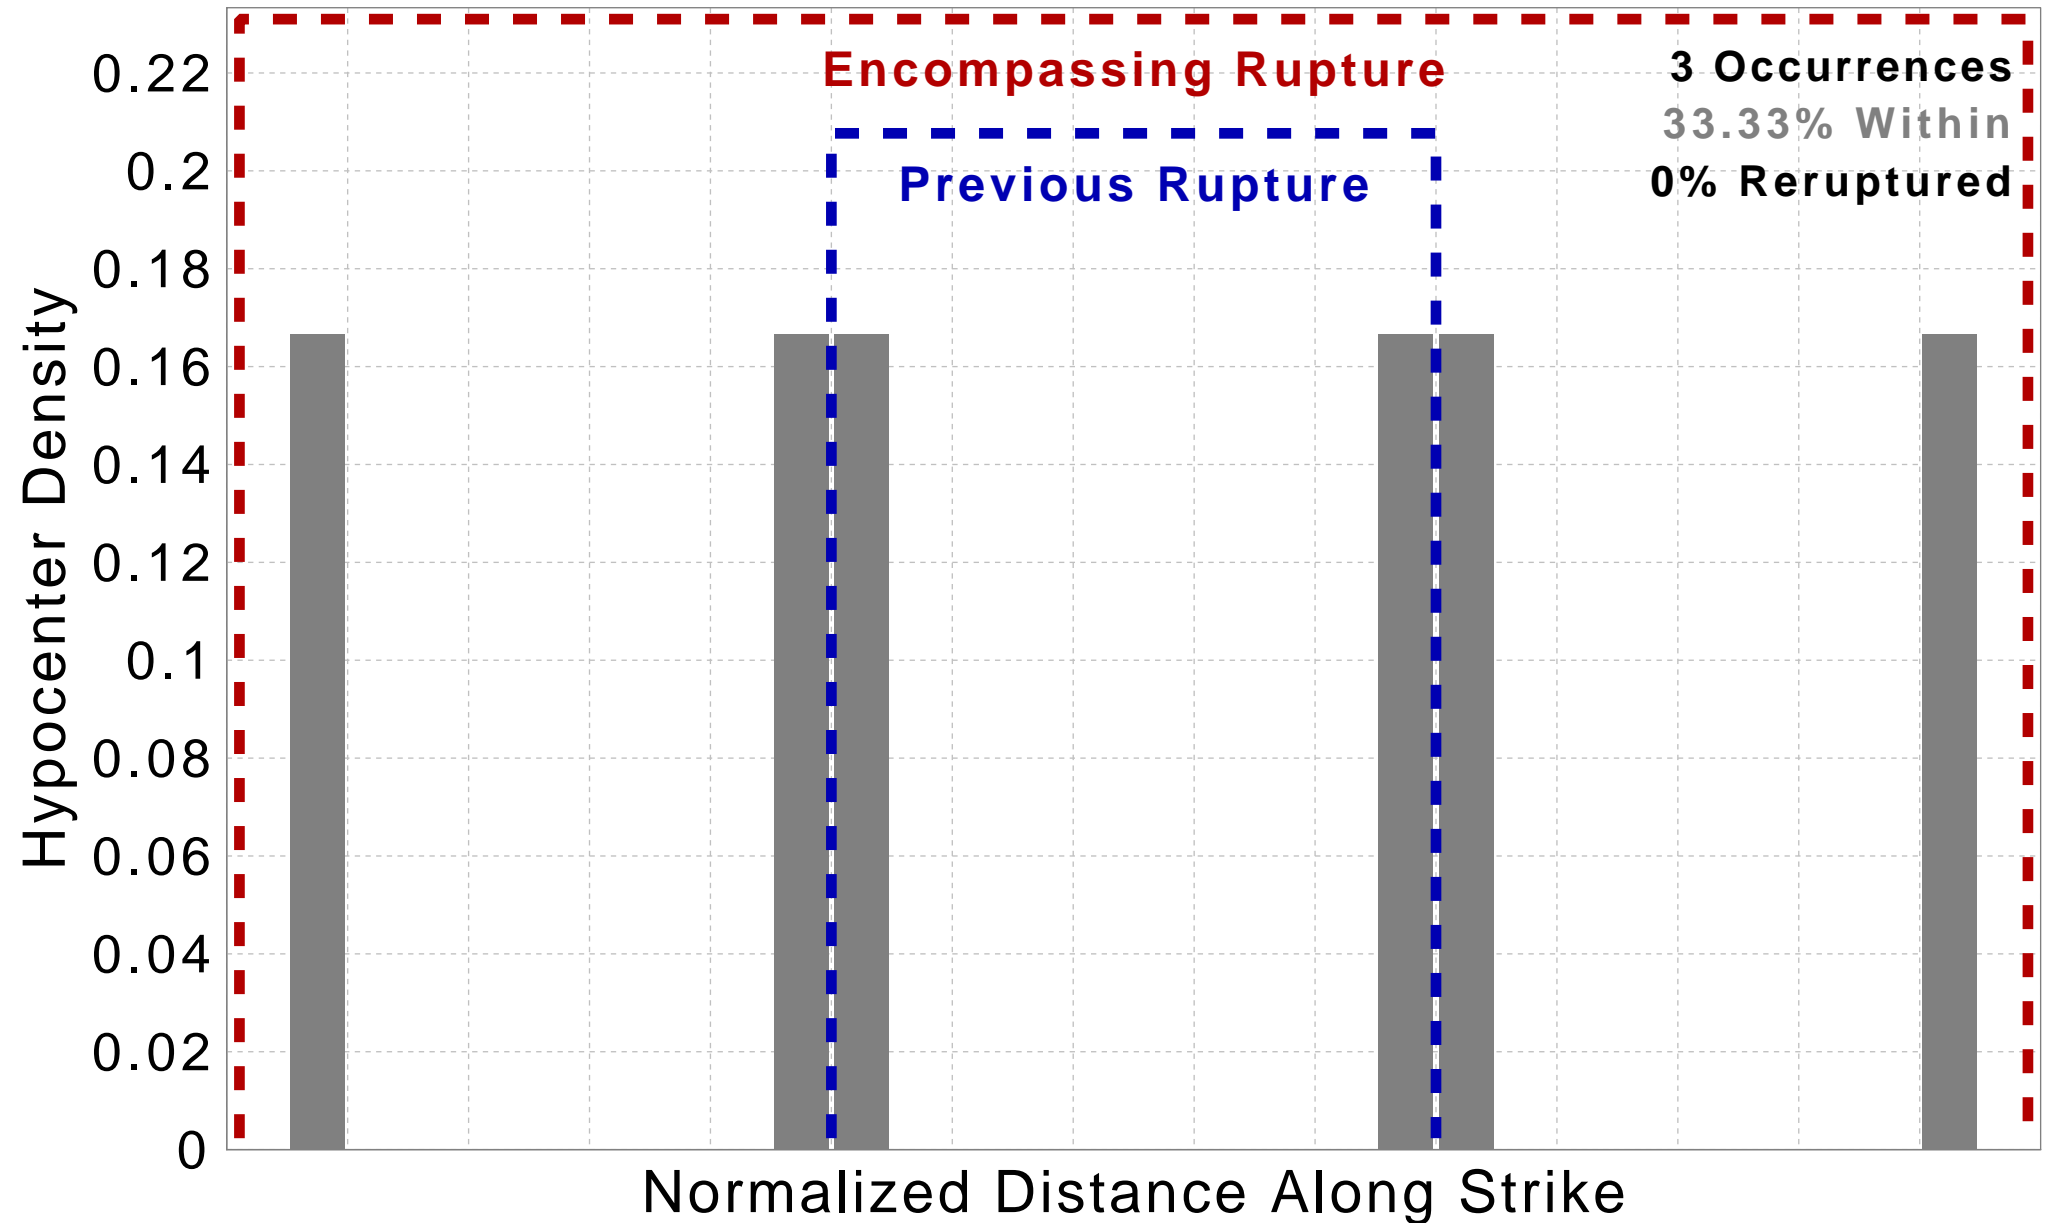 Encompassing Rupture
3 Occurrences
33.33% Within
Previous Rupture
0% Reruptured
0.22
0.2
0.18
0.16
0.14
0.12
0.1
0.08
0.06
0.04
0.02
0
Hypocenter Density
Normalized Distance Along Strike